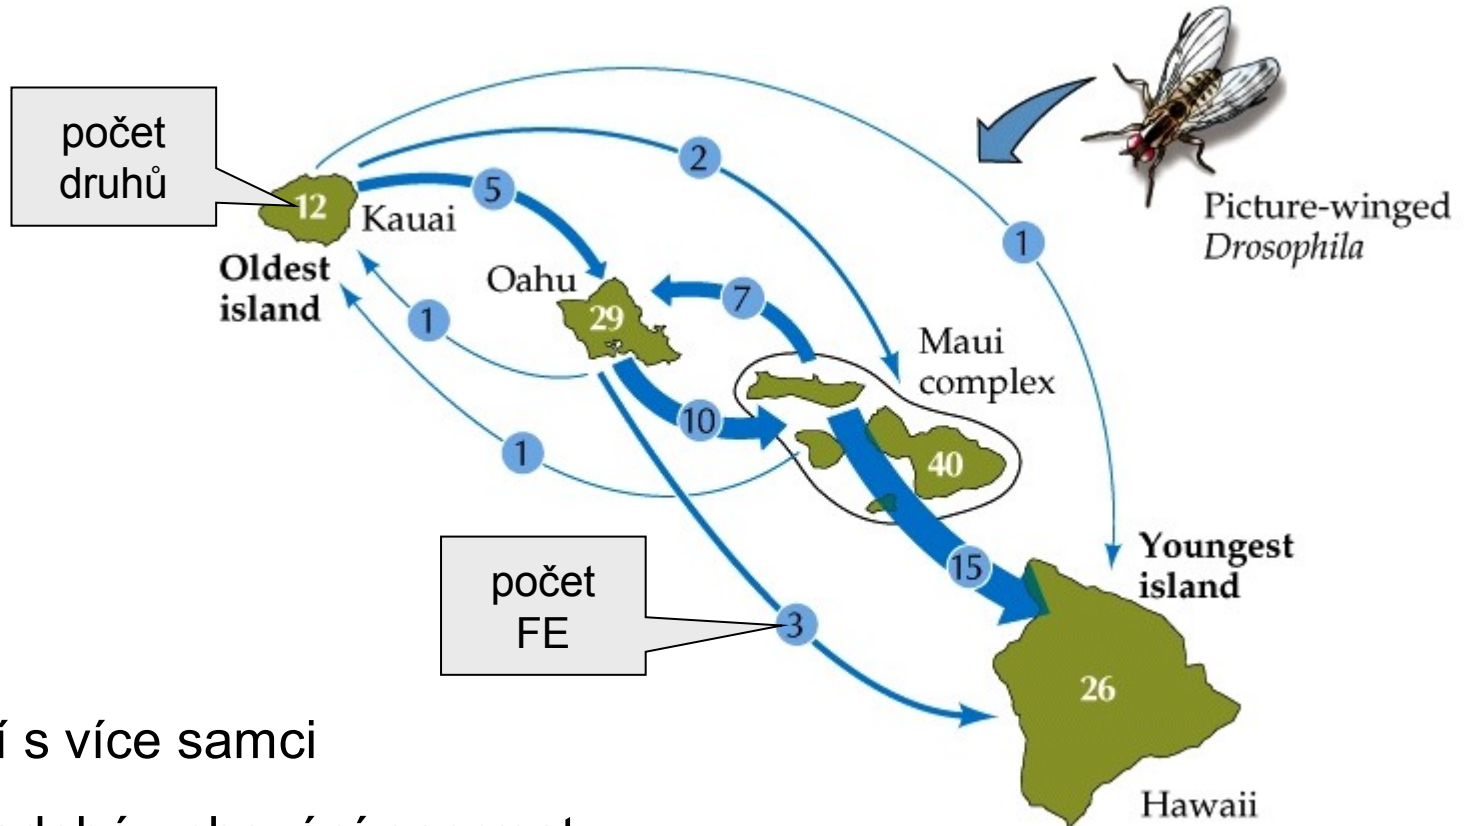 počet
druhů
12
Kauai
Oldest
island
5
2
1
Picture-winged
Drosophila
Oahu
29
7
1
Maui
complex
10
1
40
15
Youngest
island
počet
FE
3
26
Hawaii
í s více samci